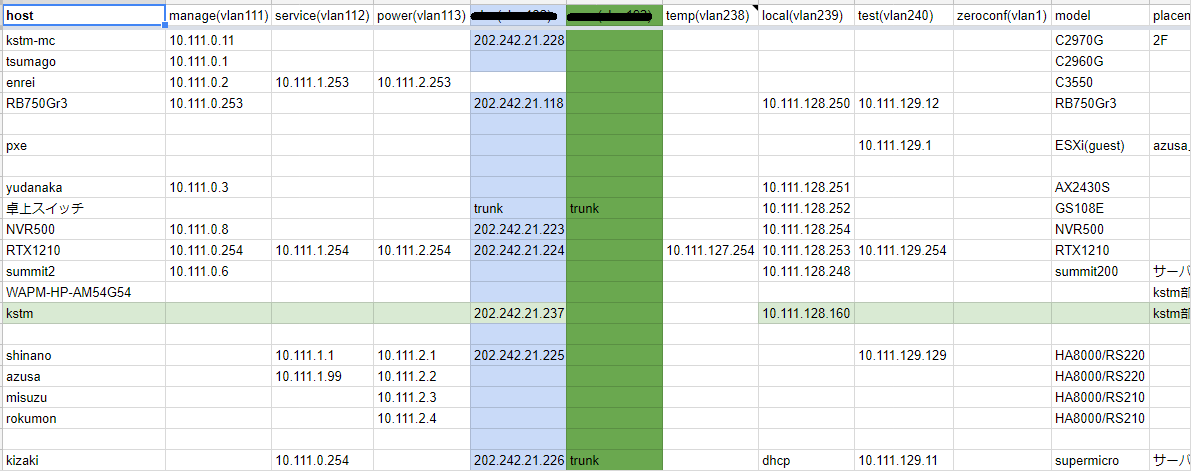 host manage(vlan111) service(vlan112) power(vlan113) temp(vlan238) local(vlan239) test(vlan240) zeroconf(vlan1) model placen
kstm-mc 10.111.0.11 202.242.21.228 C2970G 2F
tsumago 10.111.0.1 C2960G
enrei 10.111.0.2 10.111.1.253 10.111.2.253 C3550
RB750Gr3 10.111.0.253 202.242.21.118 10.111.128.250 10.111.129.12 RB750Gr3
pxe 10.111.129.1 ESXi(guest) azusa
yudanaka 10.111.0.3 10.111.128.251 AX2430S
卓上スイッチ trunk trunk 10.111.128.252 GS108E
NVR500 10.111.0.8 202.242.21.223 10.111.128.254 NVR500
RTX1210 10.111.0.254 10.111.1.254 10.111.2.254 202.242.21.224 10.111.127.254 10.111.128.253 10.111.129.254 RTX1210
summit2 10.111.0.6 10.111.128.248 summit200 サーバ
WAPM-HP-AM54G54 kstm部
kstm 202.242.21.237 10.111.128.160 kstm部
shinano 10.111.1.1 10.111.2.1 202.242.21.225 10.111.129.129 HA8000/RS220
azusa 10.111.1.99 10.111.2.2 HA8000/RS220
misuzu 10.111.2.3 HA8000/RS210
rokumon 10.111.2.4 HA8000/RS210
kizaki 10.111.0.254 202.242.21.226 trunk dhcp 10.111.129.11 supermicro サーバ